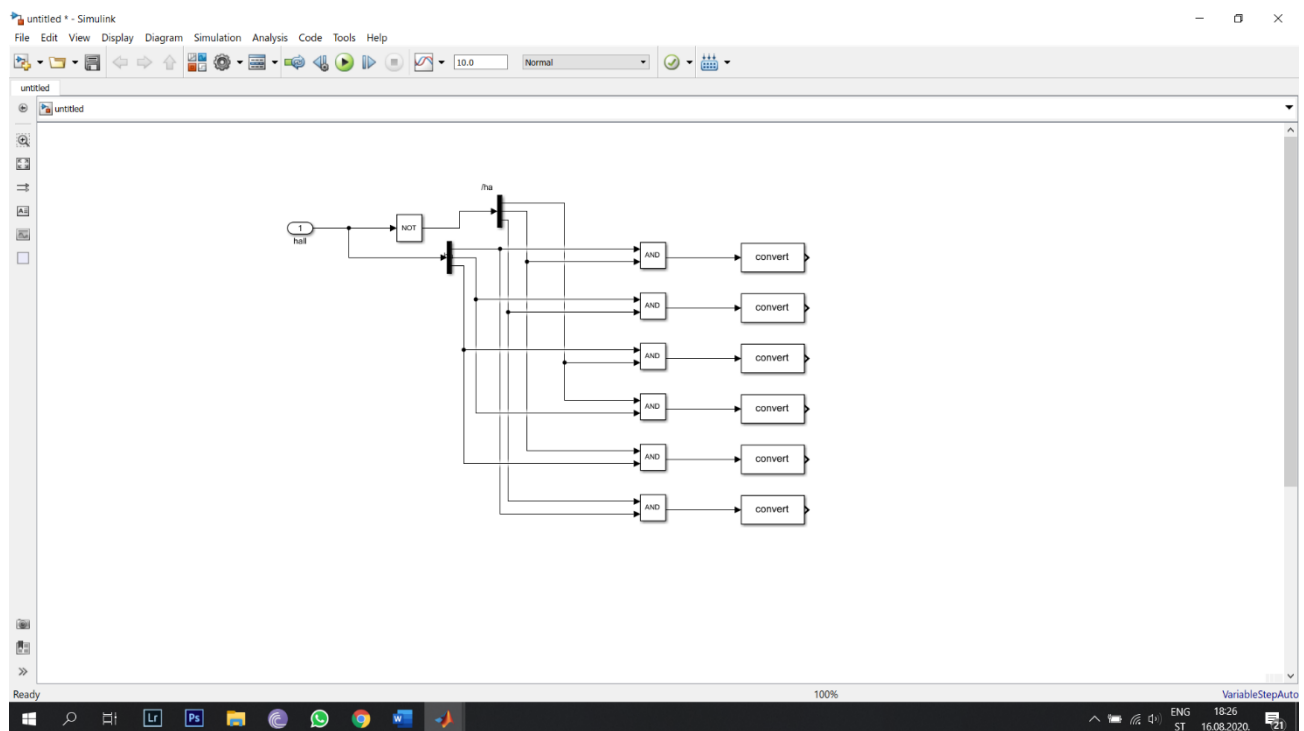 untitled * - Simulink
File Edit View Display Diagram Simulation Analysis Code Tools Help
10.0 Normal
untitled
untitled
/ha
1
hall
NOT
AND convert
AND convert
AND convert
AND convert
AND convert
AND convert
Ready 100% VariableStepAuto
Lr Ps ENG 18:26
ST 16.08.2020. 21